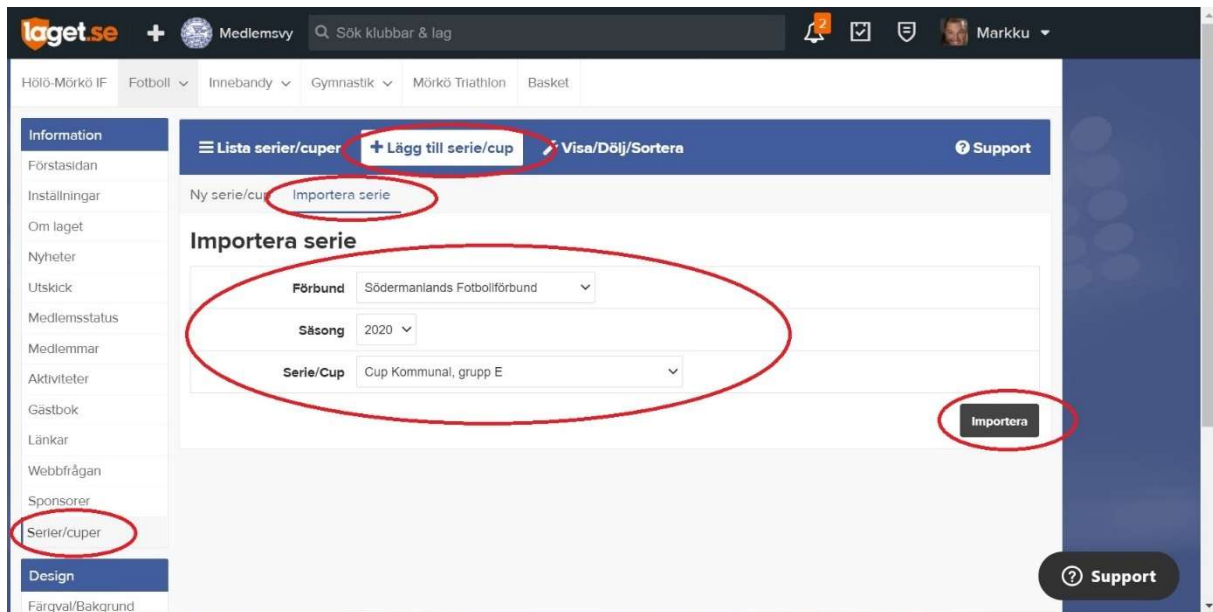 laget.se + Medlemsvy Sök klubbar & lag 2 Markku
Hölö-Mörkö IF Fotboll Innebandy Gymnastik Mörkö Triathlon Basket
Information
Förstasidan
Inställningar
Om laget
Nyheter
Utskick
Medlemsstatus
Medlemmar
Aktiviteter
Gästbok
Länkar
Webbfrågan
Sponsorer
Serier/cuper
Design
Färgval/Bakgrund
Lista serier/cuper + Lägg till serie/cup Visa/Dölj/Sortera Support
Ny serie/cup Importera serie
Importera serie
Förbund Södermanlands Fotbollförbund
Säsong 2020
Serie/Cup Cup Kommunal, grupp E
Importera
Support